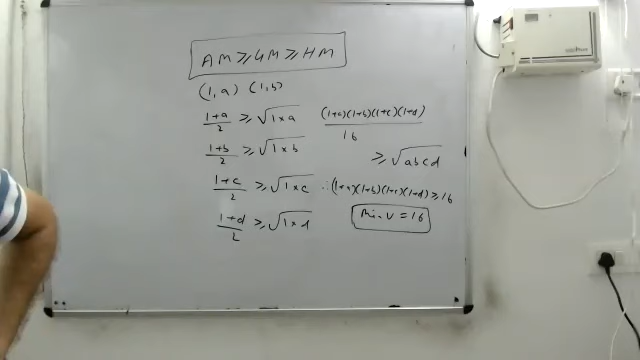 AM ≥ GM ≥ HM
(1, a) (1, b)
(1+a)/2 ≥ √(1×a)
(1+b)/2 ≥ √(1×b)
(1+c)/2 ≥ √(1×c)
(1+d)/2 ≥ √(1×d)
(1+a)(1+b)(1+c)(1+d)/16
≥ √abcd
∴ (1+a)(1+b)(1+c)(1+d) ≥ 16
Min V = 16